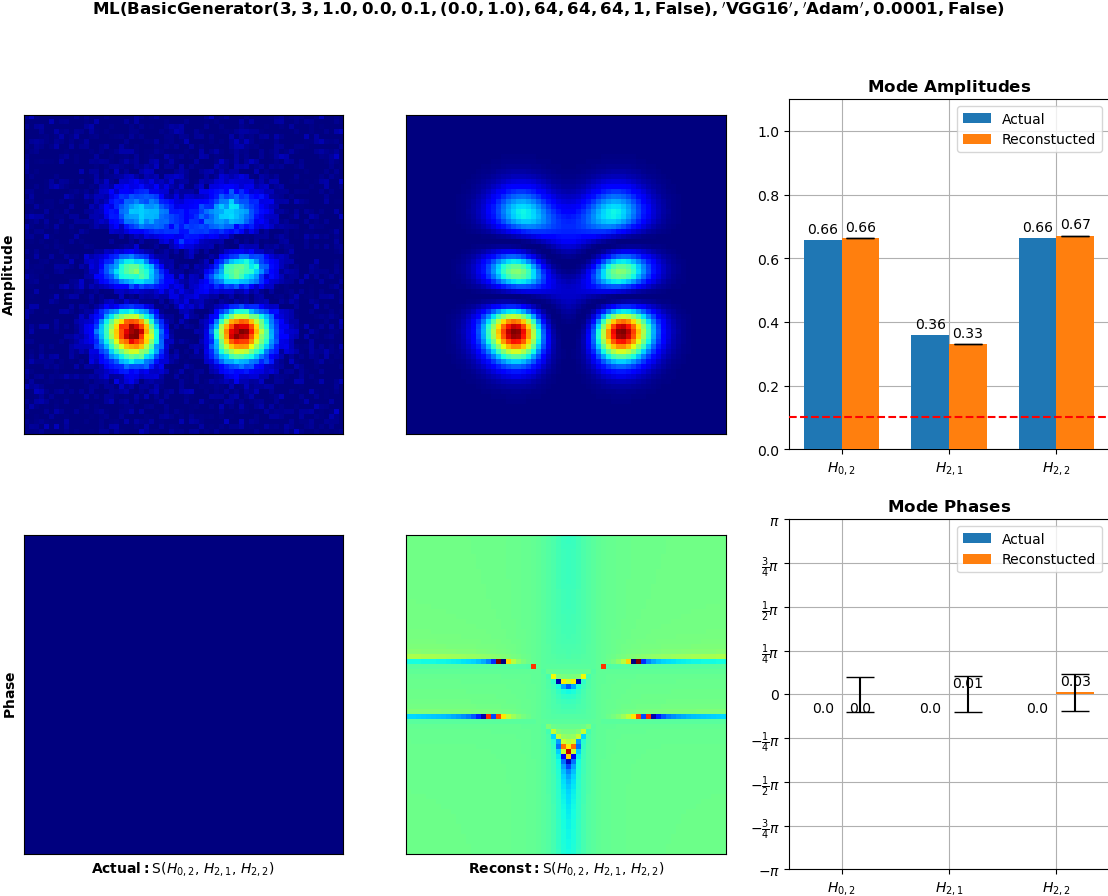 ML(BasicGenerator(3, 3, 1.0, 0.0, 0.1, (0.0, 1.0), 64, 64, 64, 1, False), 'VGG16', 'Adam', 0.0001, False)
Amplitude
Mode Amplitudes
Actual
Reconstucted
1.0
0.8
0.6
0.4
0.2
0.0
0.66 0.66
0.36 0.33
0.66 0.67
H0,2 H2,1 H2,2
Phase
Actual: S(H0,2, H2,1, H2,2)
Reconst: S(H0,2, H2,1, H2,2)
Mode Phases
Actual
Reconstucted
π
3/4π
1/2π
1/4π
0
−1/4π
−1/2π
−3/4π
−π
0.0 0.0
0.0 0.01
0.0 0.03
H0,2 H2,1 H2,2